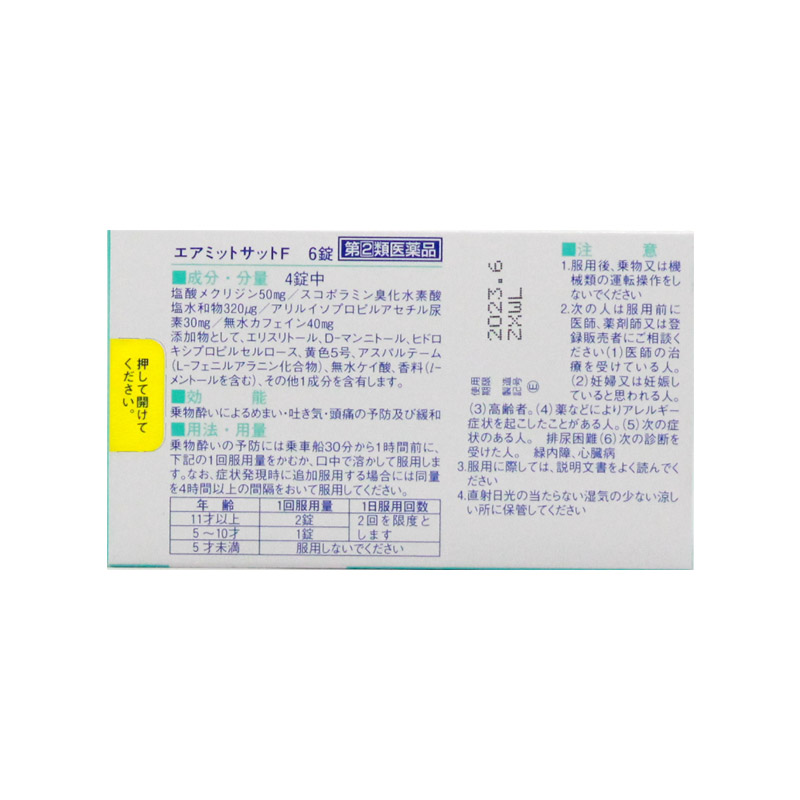 エアミットサットF 6錠 第②類医薬品
■成分・分量 4錠中
塩酸メクリジン50mg／スコポラミン臭化水素酸
塩水和物320μg／アリルイソプロピルアセチル尿
素30mg／無水カフェイン40mg
添加物として、エリスリトール、D-マンニトール、ヒドロ
キシプロピルセルロース、黄色5号、アスパルテーム
(L-フェニルアラニン化合物)、無水ケイ酸、香料(l-
メントールを含む)、その他1成分を含有します。
■効 能
乗物酔いによるめまい・吐き気・頭痛の予防及び緩和
■用法・用量
乗物酔いの予防には乗車船30分から1時間前に、
下記の1回服用量をかむか、口中で溶かして服用しま
す。なお、症状発現時に追加服用する場合には同量
を4時間以上の間隔をおいて服用してください。
年 齢 1回服用量 1日服用回数
11才以上 2錠 2回を限度と
5～10才 1錠 します
5才未満 服用しないでください
押して開けて
ください。
2023.6
ZXWL
使用期限
製造記号
Ⓔ
■注 意
1.服用後、乗物又は機
械類の運転操作をし
ないでください
2.次の人は服用前に
医師、薬剤師又は登
録販売者にご相談く
ださい(1)医師の治
療を受けている人。
(2)妊婦又は妊娠し
ていると思われる人。
(3)高齢者。(4)薬などによりアレルギー
症状を起こしたことがある人。(5)次の症
状のある人。 排尿困難(6)次の診断を
受けた人。 緑内障、心臓病
3.服用に際しては、説明文書をよく読んでく
ださい
4.直射日光の当たらない湿気の少ない涼し
い所に保管してください